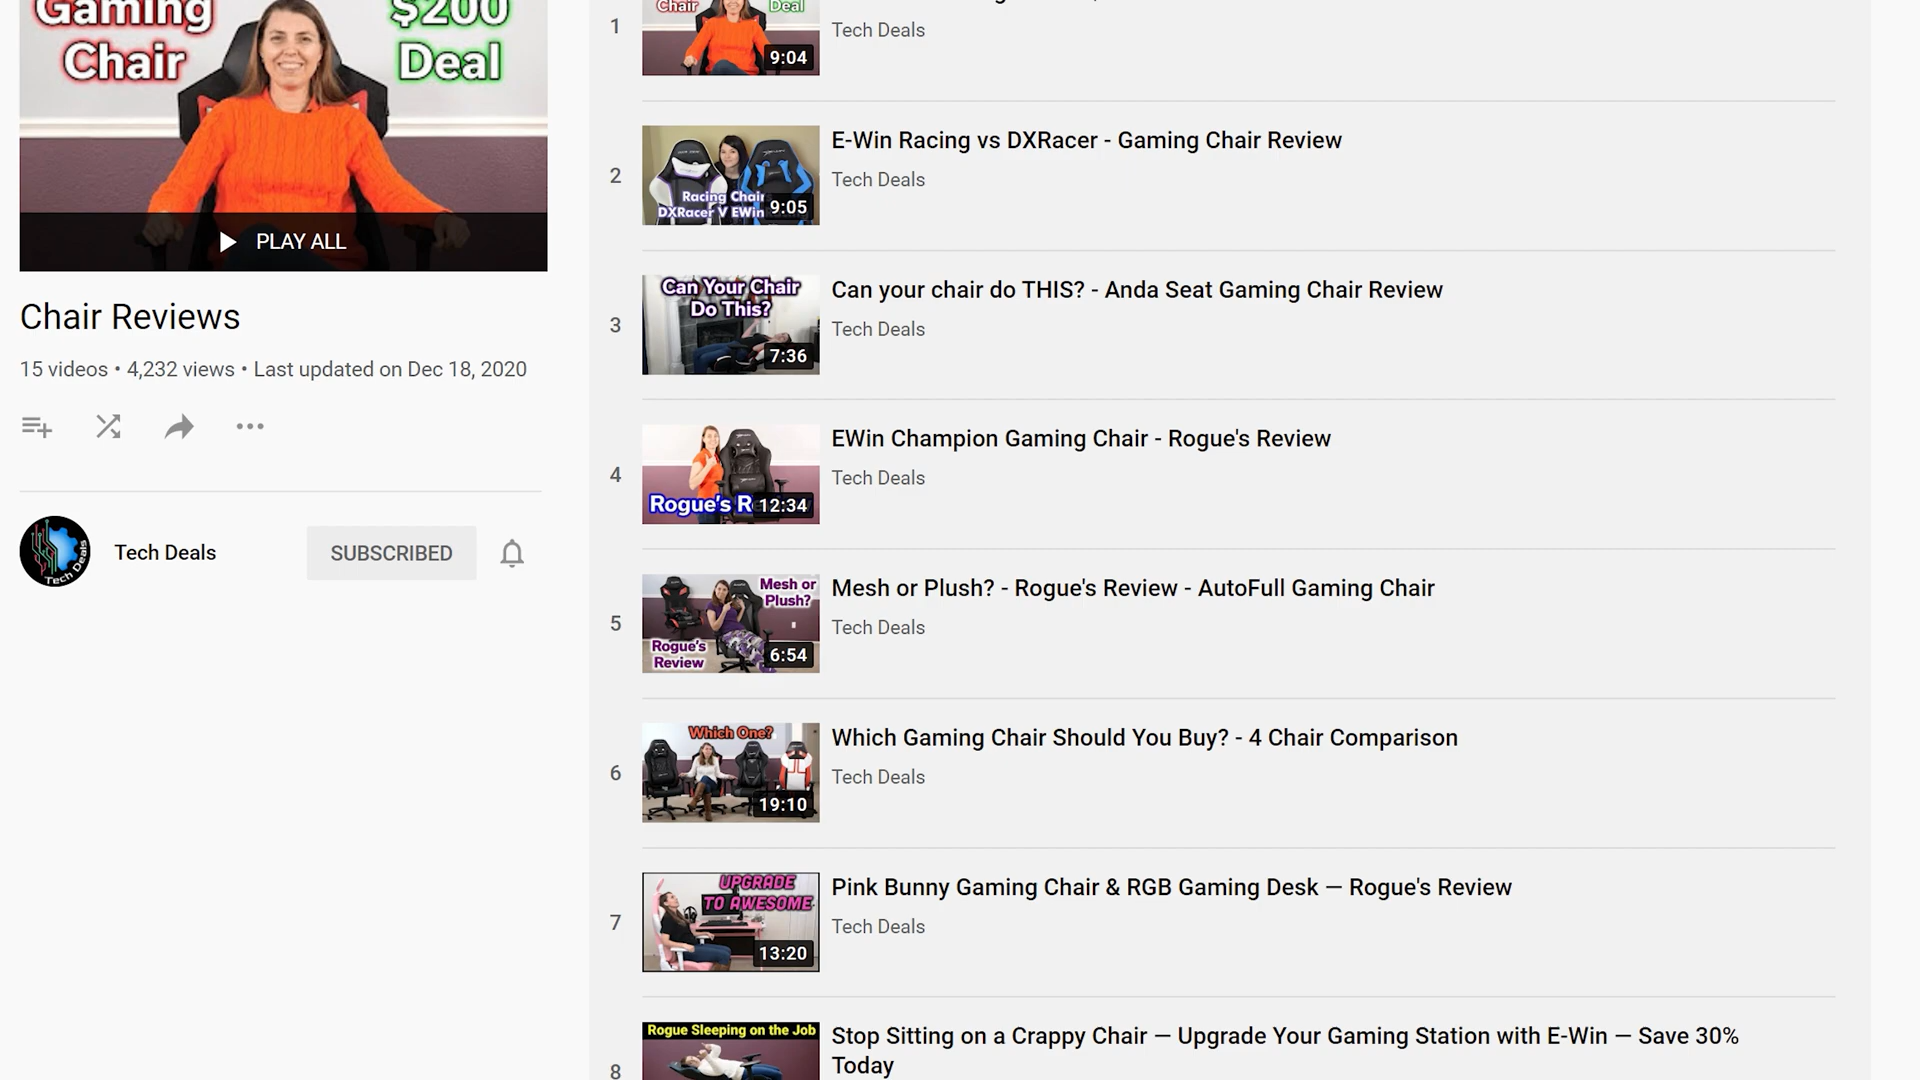 Gaming
Chair
$200
Deal
PLAY ALL
Chair Reviews
15 videos • 4,232 views • Last updated on Dec 18, 2020
Tech Deals
Tech Deals
SUBSCRIBED
1
Chair
Deal
9:04
Tech Deals
2
Racing Chair
DXRacer V EWin
9:05
E-Win Racing vs DXRacer - Gaming Chair Review
Tech Deals
3
Can Your Chair
Do This?
7:36
Can your chair do THIS? - Anda Seat Gaming Chair Review
Tech Deals
4
Rogue's R
12:34
EWin Champion Gaming Chair - Rogue's Review
Tech Deals
5
Mesh or
Plush?
Rogue's
Review
6:54
Mesh or Plush? - Rogue's Review - AutoFull Gaming Chair
Tech Deals
6
Which One?
19:10
Which Gaming Chair Should You Buy? - 4 Chair Comparison
Tech Deals
7
UPGRADE
TO AWESOME
13:20
Pink Bunny Gaming Chair & RGB Gaming Desk — Rogue's Review
Tech Deals
8
Rogue Sleeping on the Job
Stop Sitting on a Crappy Chair — Upgrade Your Gaming Station with E-Win — Save 30%
Today